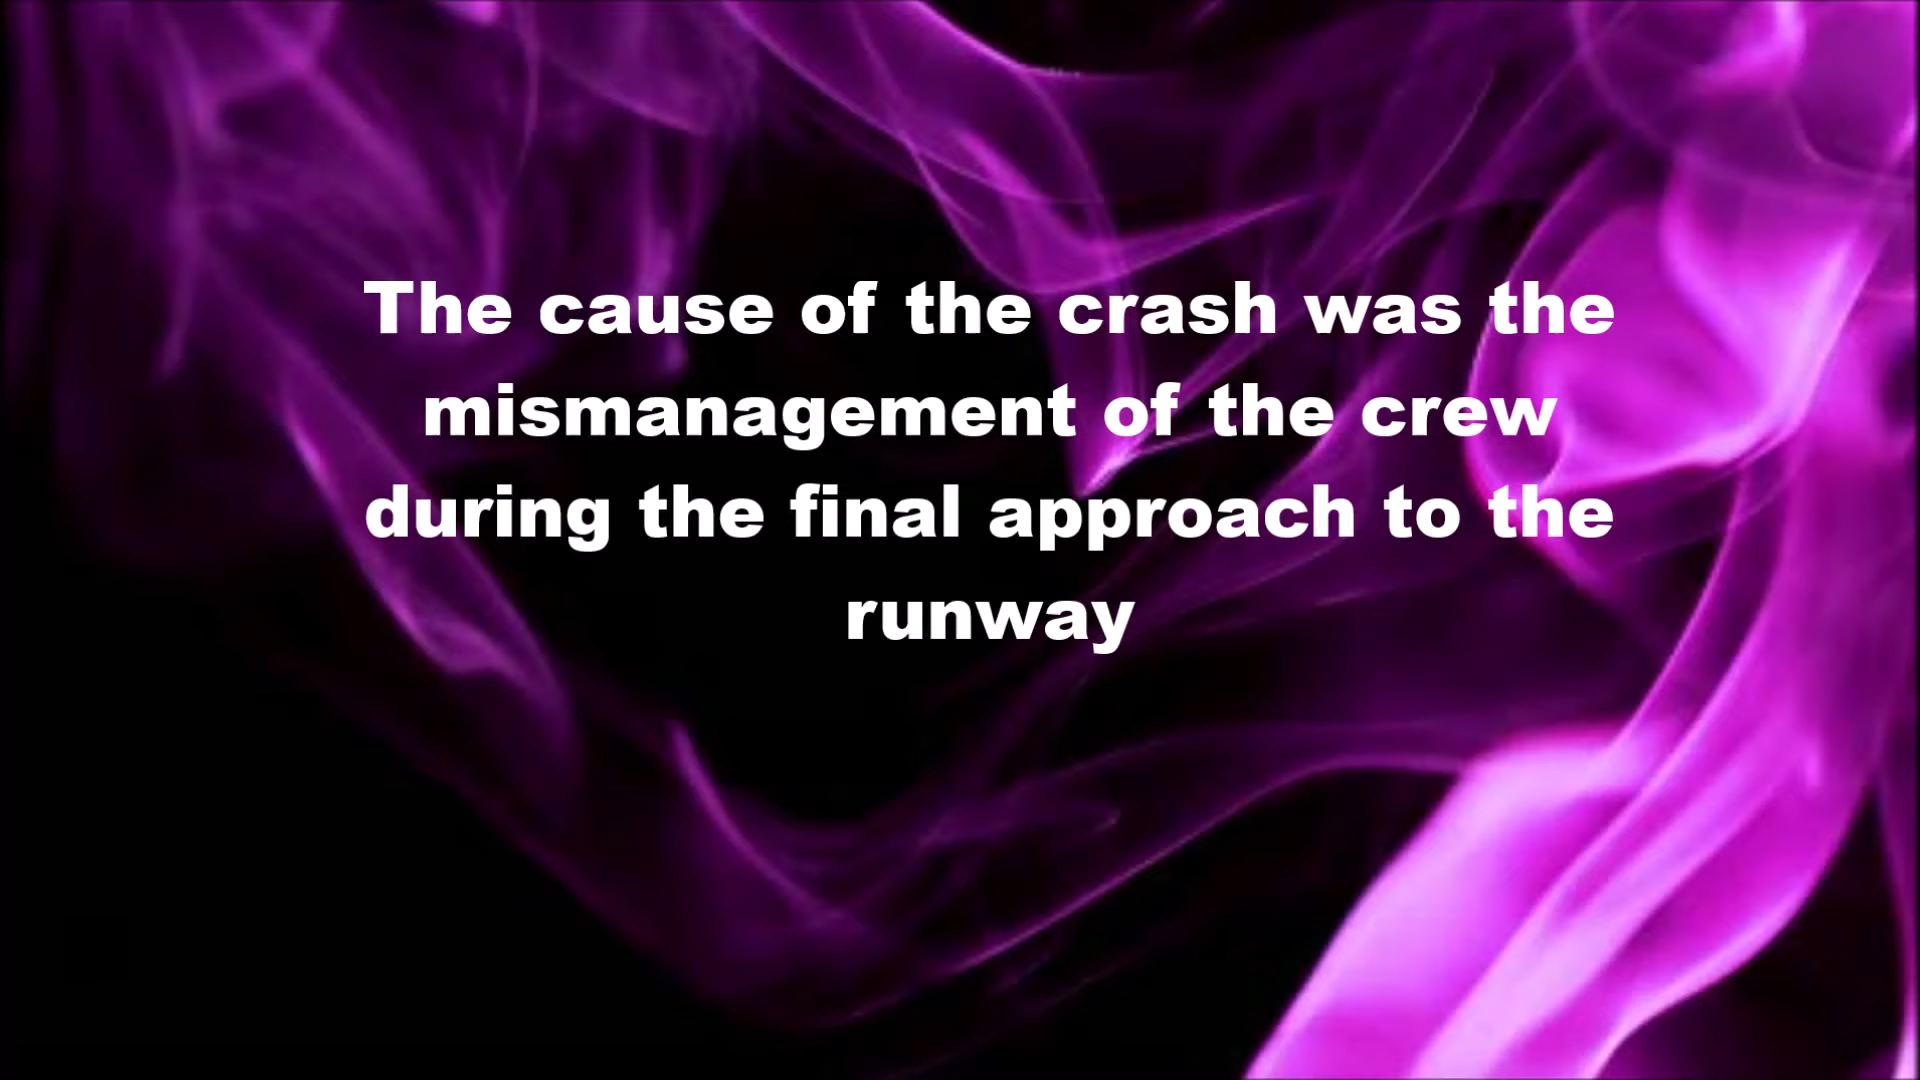 The cause of the crash was the
mismanagement of the crew
during the final approach to the
runway